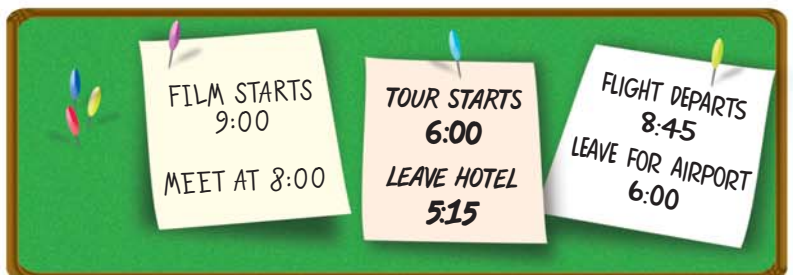 FILM STARTS
9:00
MEET AT 8:00
TOUR STARTS
6:00
LEAVE HOTEL
5:15
FLIGHT DEPARTS
8:45
LEAVE FOR AIRPORT
6:00